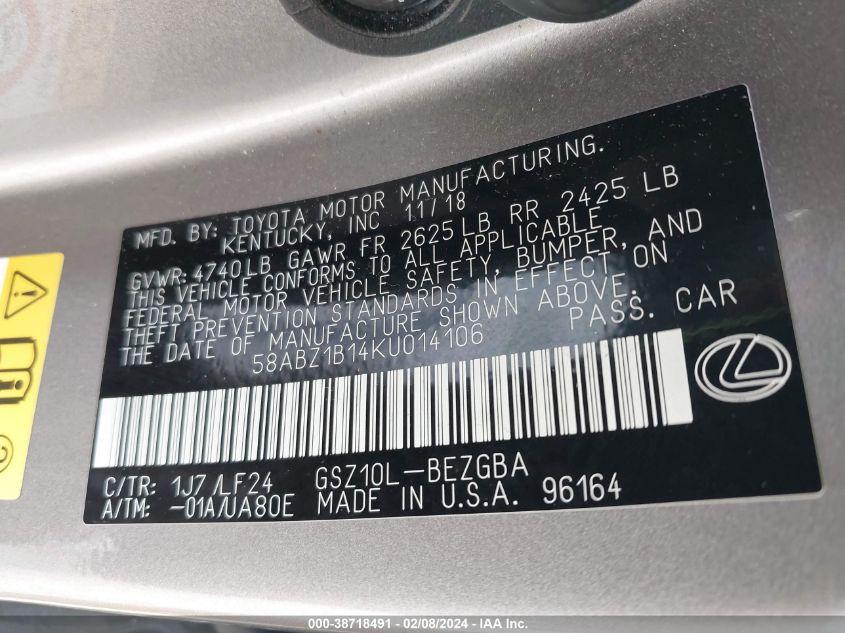 MFD. BY: TOYOTA MOTOR MANUFACTURING.
KENTUCKY, INC 11/18
GVWR: 4740LB GAWR FR 2625LB RR 2425 LB
THIS VEHICLE CONFORMS TO ALL APPLICABLE
FEDERAL MOTOR VEHICLE SAFETY, BUMPER, AND
THEFT PREVENTION STANDARDS IN EFFECT ON
THE DATE OF MANUFACTURE SHOWN ABOVE.
58ABZ1B14KU014106 PASS. CAR
C/TR: 1J7/LF24 GSZ10L-BEZGBA
A/TM: -01A/UA80E MADE IN U.S.A. 96164
000-38718491 - 02/08/2024 - IAA Inc.